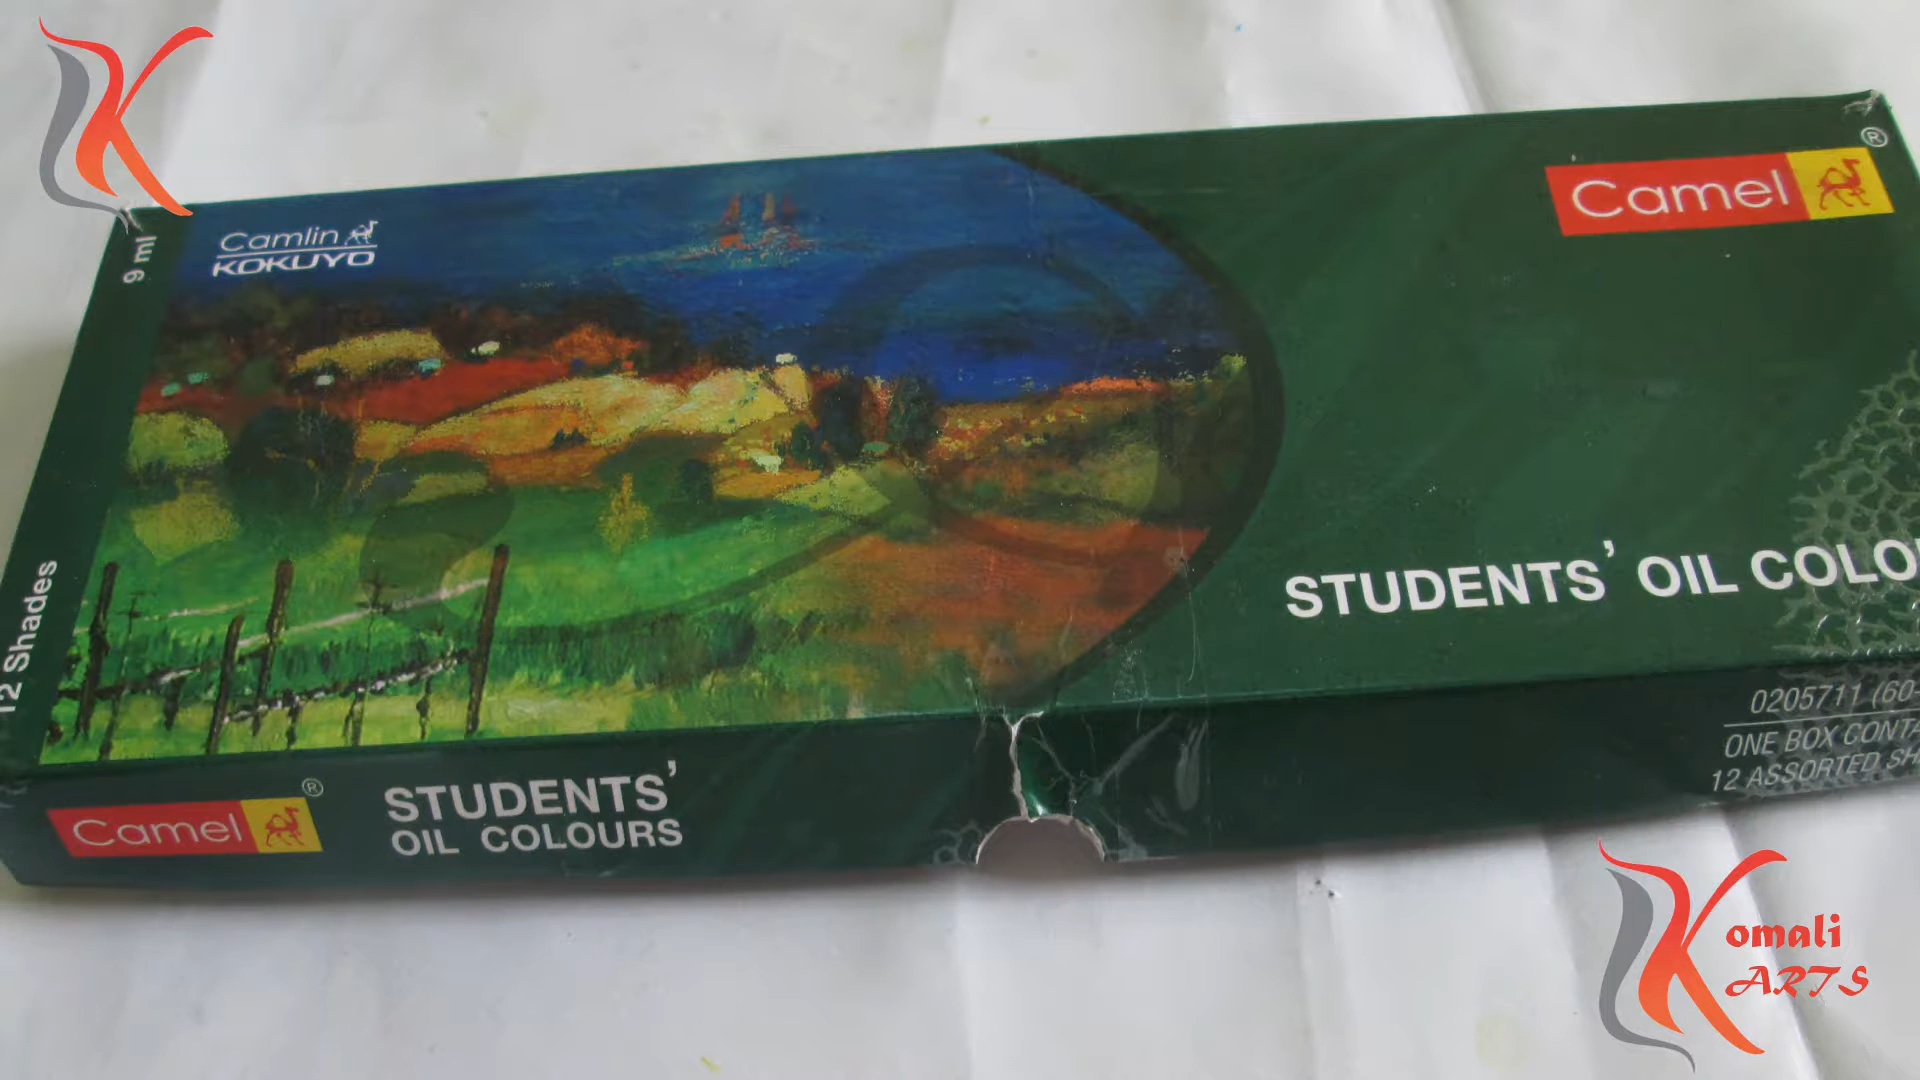 K
Camlin
KOKUYO
9 ml
12 Shades
Camel ®
STUDENTS' OIL COLO
Camel ®
STUDENTS'
OIL COLOURS
0205711 (60-
ONE BOX CONTA
12 ASSORTED SH
Komali
ARTS